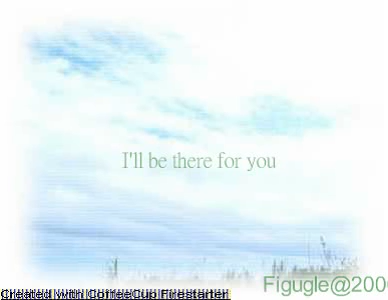 I'll be there for you
Figugle@200
Created with CoffeeCup Firestarter